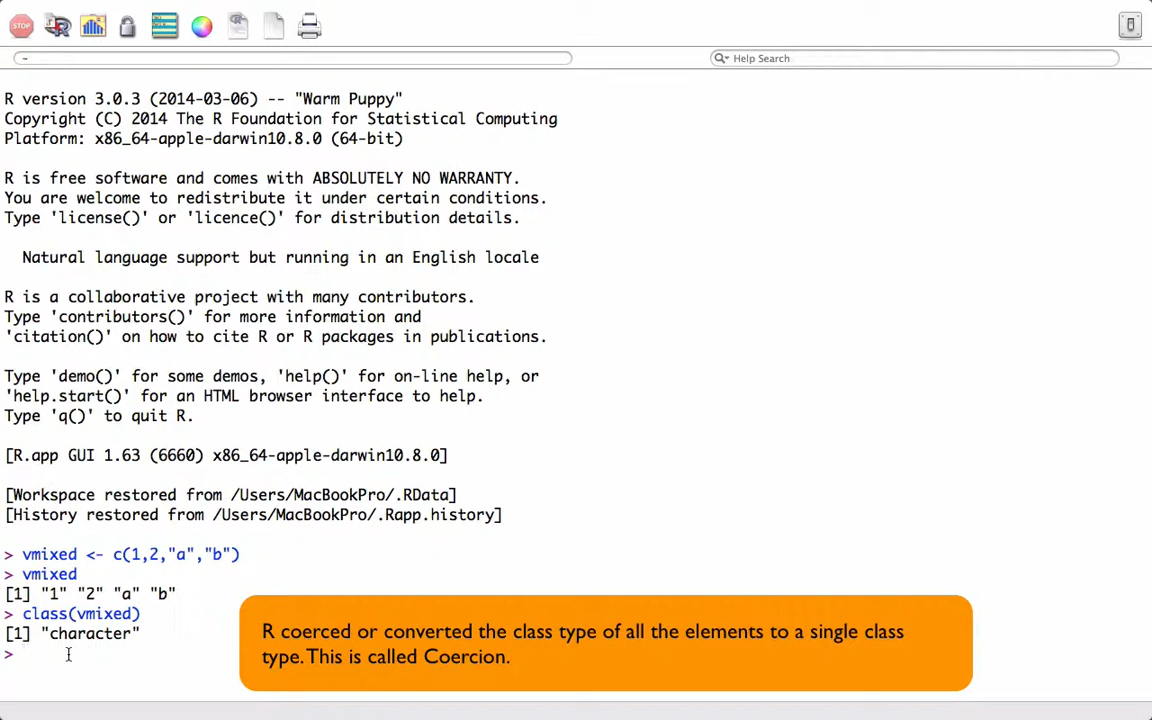 STOP
R
~
Help Search
R version 3.0.3 (2014-03-06) -- "Warm Puppy"
Copyright (C) 2014 The R Foundation for Statistical Computing
Platform: x86_64-apple-darwin10.8.0 (64-bit)
R is free software and comes with ABSOLUTELY NO WARRANTY.
You are welcome to redistribute it under certain conditions.
Type 'license()' or 'licence()' for distribution details.
Natural language support but running in an English locale
R is a collaborative project with many contributors.
Type 'contributors()' for more information and
'citation()' on how to cite R or R packages in publications.
Type 'demo()' for some demos, 'help()' for on-line help, or
'help.start()' for an HTML browser interface to help.
Type 'q()' to quit R.
[R.app GUI 1.63 (6660) x86_64-apple-darwin10.8.0]
[Workspace restored from /Users/MacBookPro/.RData]
[History restored from /Users/MacBookPro/.Rapp.history]
> vmixed <- c(1,2,"a","b")
> vmixed
[1] "1" "2" "a" "b"
> class(vmixed)
[1] "character"
>
R coerced or converted the class type of all the elements to a single class
type. This is called Coercion.